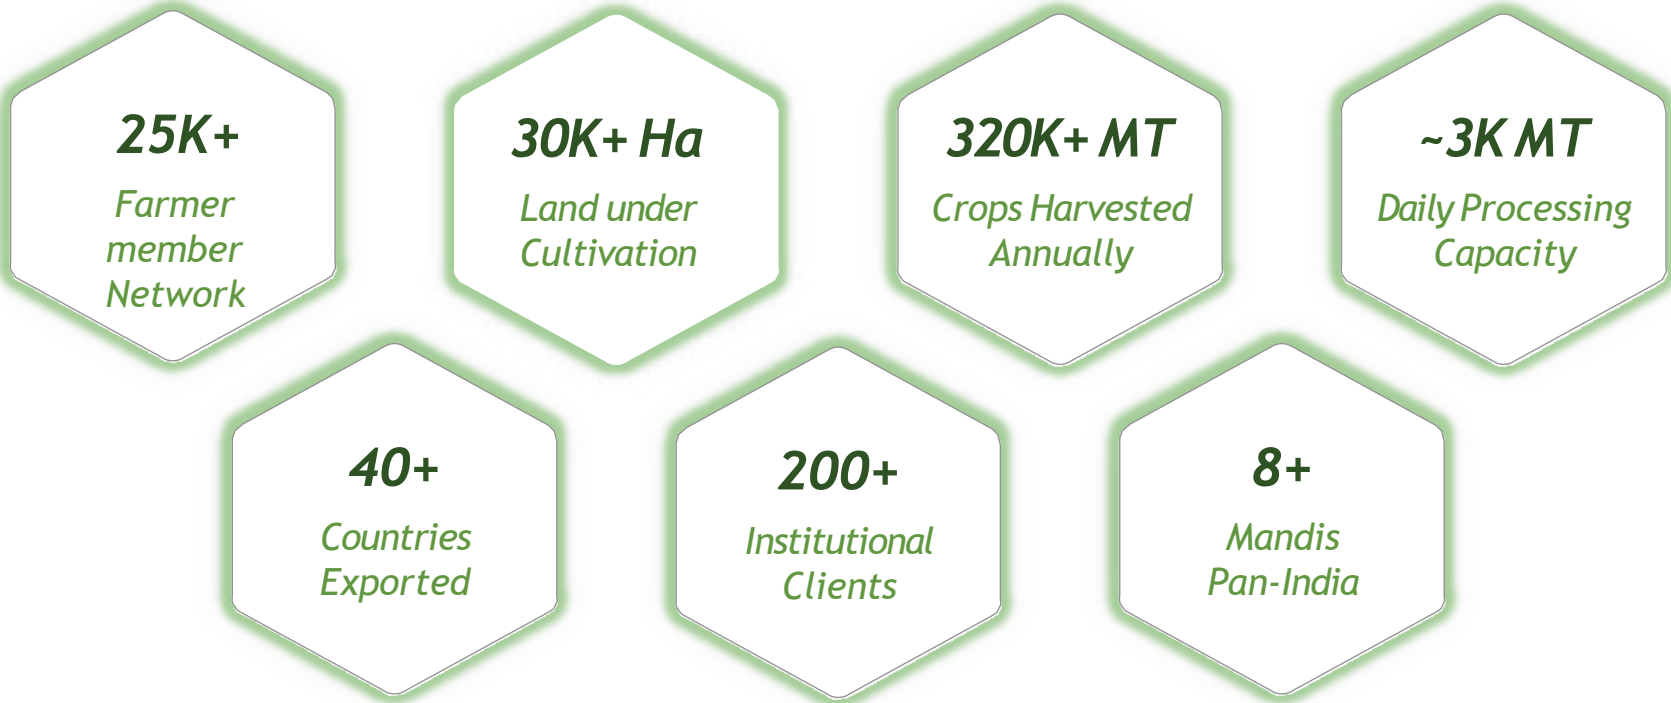 25K+
Farmer
member
Network
30K+ Ha
Land under
Cultivation
320K+ MT
Crops Harvested
Annually
~3K MT
Daily Processing
Capacity
40+
Countries
Exported
200+
Institutional
Clients
8+
Mandis
Pan-India